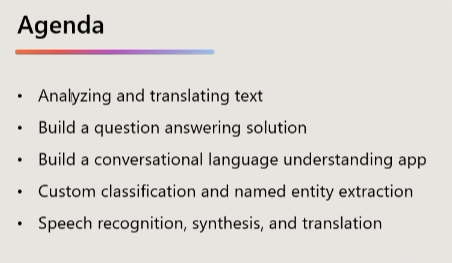 Agenda
• Analyzing and translating text
• Build a question answering solution
• Build a conversational language understanding app
• Custom classification and named entity extraction
• Speech recognition, synthesis, and translation